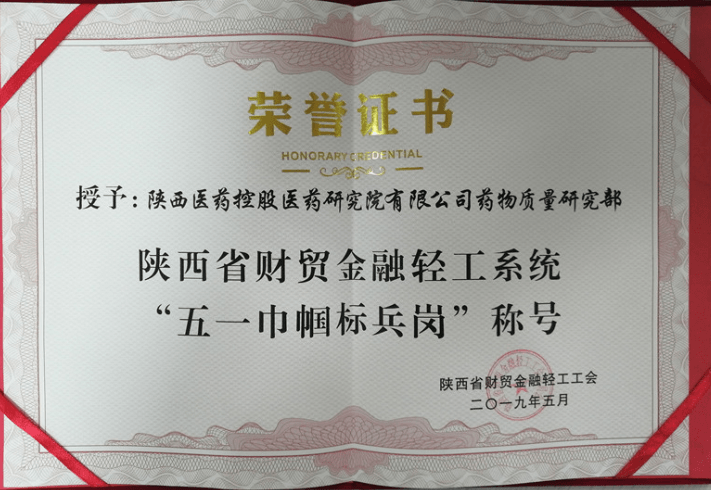 荣誉证书
HONORARY CREDENTIAL
授予：陕西医药控股医药研究院有限公司药物质量研究部
陕西省财贸金融轻工系统
“五一巾帼标兵岗”称号
陕西省财贸金融轻工工会
二〇一九年五月